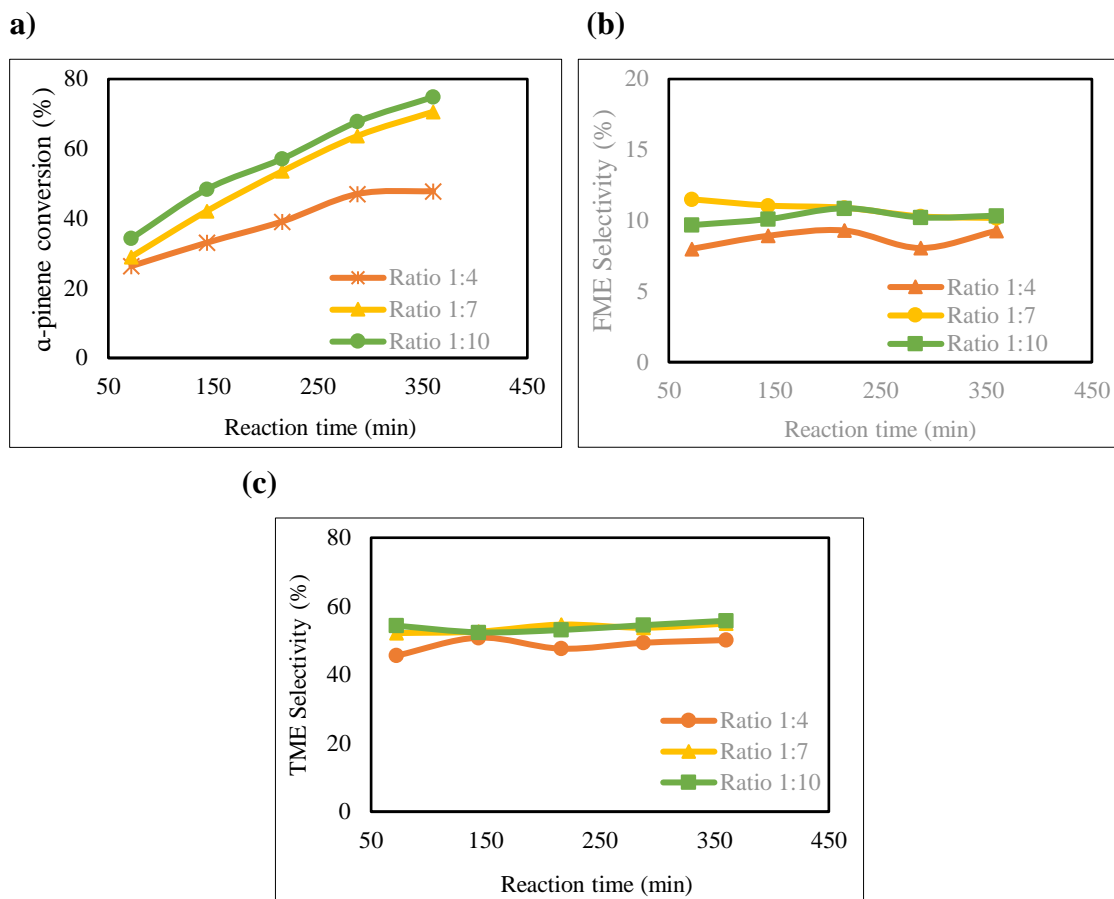 a)
80
60
40
20
0
α-pinene conversion (%)
Ratio 1:4
Ratio 1:7
Ratio 1:10
50 150 250 350 450
Reaction time (min)
(b)
20
15
10
5
0
FME Selectivity (%)
Ratio 1:4
Ratio 1:7
Ratio 1:10
50 150 250 350 450
Reaction time (min)
(c)
80
60
40
20
0
TME Selectivity (%)
Ratio 1:4
Ratio 1:7
Ratio 1:10
50 150 250 350 450
Reaction time (min)